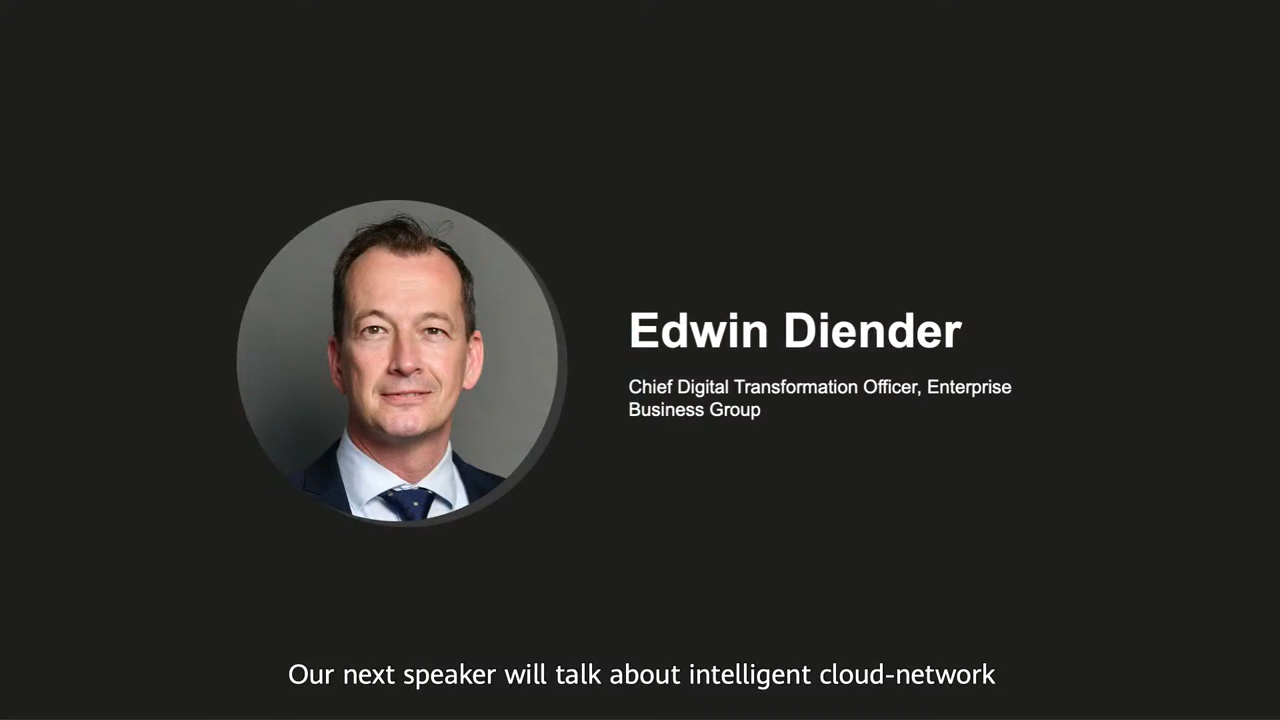 Edwin Diender
Chief Digital Transformation Officer, Enterprise
Business Group
Our next speaker will talk about intelligent cloud-network